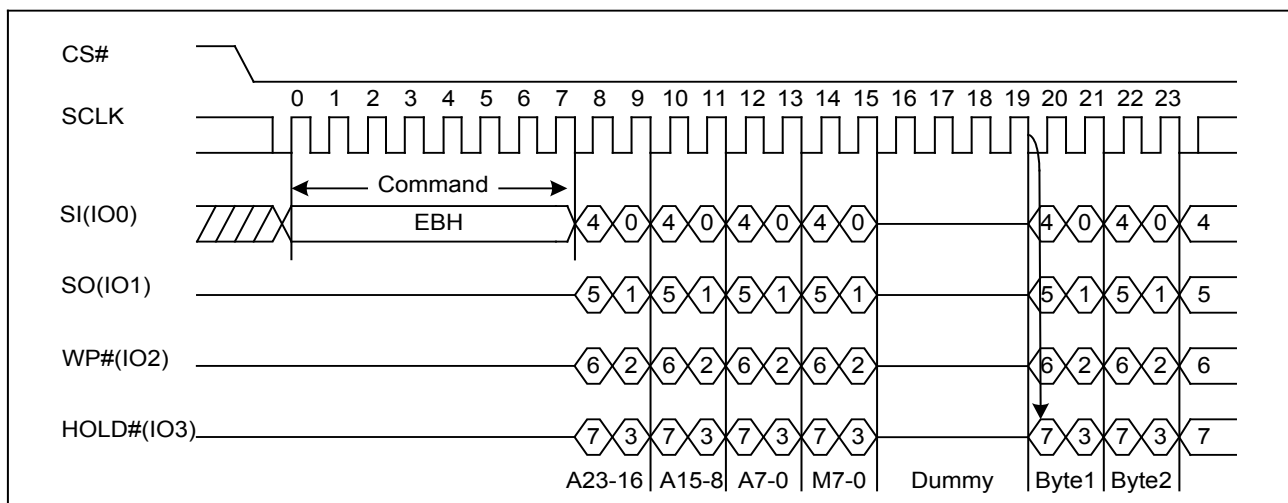 CS#
0 1 2 3 4 5 6 7 8 9 10 11 12 13 14 15 16 17 18 19 20 21 22 23
SCLK
Command
SI(IO0) EBH 4 0 4 0 4 0 4 0 4 0 4 0 4
SO(IO1) 5 1 5 1 5 1 5 1 5 1 5 1 5
WP#(IO2) 6 2 6 2 6 2 6 2 6 2 6 2 6
HOLD#(IO3) 7 3 7 3 7 3 7 3 7 3 7 3 7
A23-16 A15-8 A7-0 M7-0 Dummy Byte1 Byte2